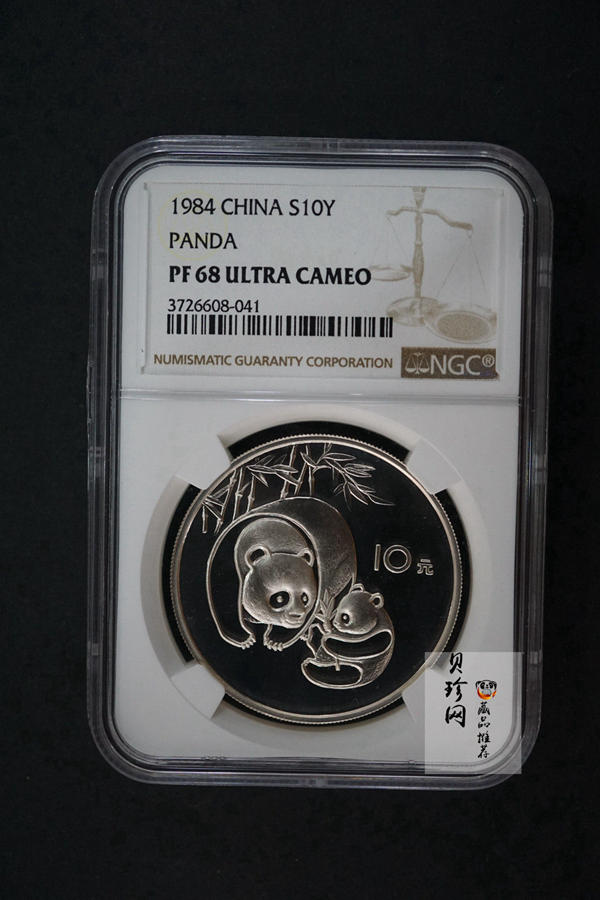 1984 CHINA S10Y
PANDA
PF 68 ULTRA CAMEO
3726608-041
NUMISMATIC GUARANTY CORPORATION
NGC®
10元
贝珍网
藏品推荐